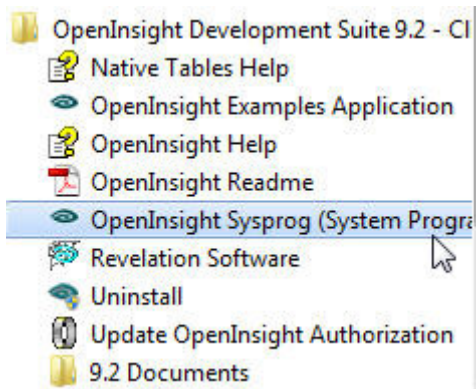 OpenInsight Development Suite 9.2 - Cl
Native Tables Help
OpenInsight Examples Application
OpenInsight Help
OpenInsight Readme
OpenInsight Sysprog (System Progra
Revelation Software
Uninstall
Update OpenInsight Authorization
9.2 Documents